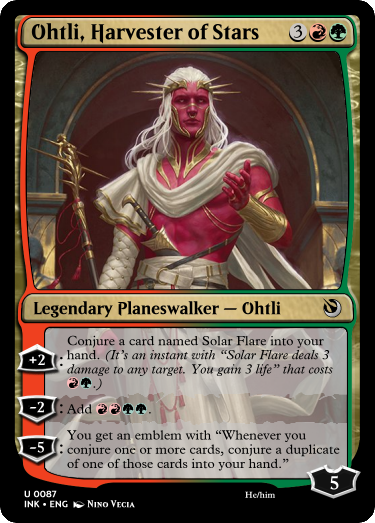 Ohtli, Harvester of Stars 3
Legendary Planeswalker — Ohtli
+2: Conjure a card named Solar Flare into your
hand. (It's an instant with “Solar Flare deals 3
damage to any target. You gain 3 life” that costs
.)
-2: Add .
-5: You get an emblem with “Whenever you
conjure one or more cards, conjure a duplicate
of one of those cards into your hand.”
5
U 0087
INK • ENG Nino Vecia
He/him